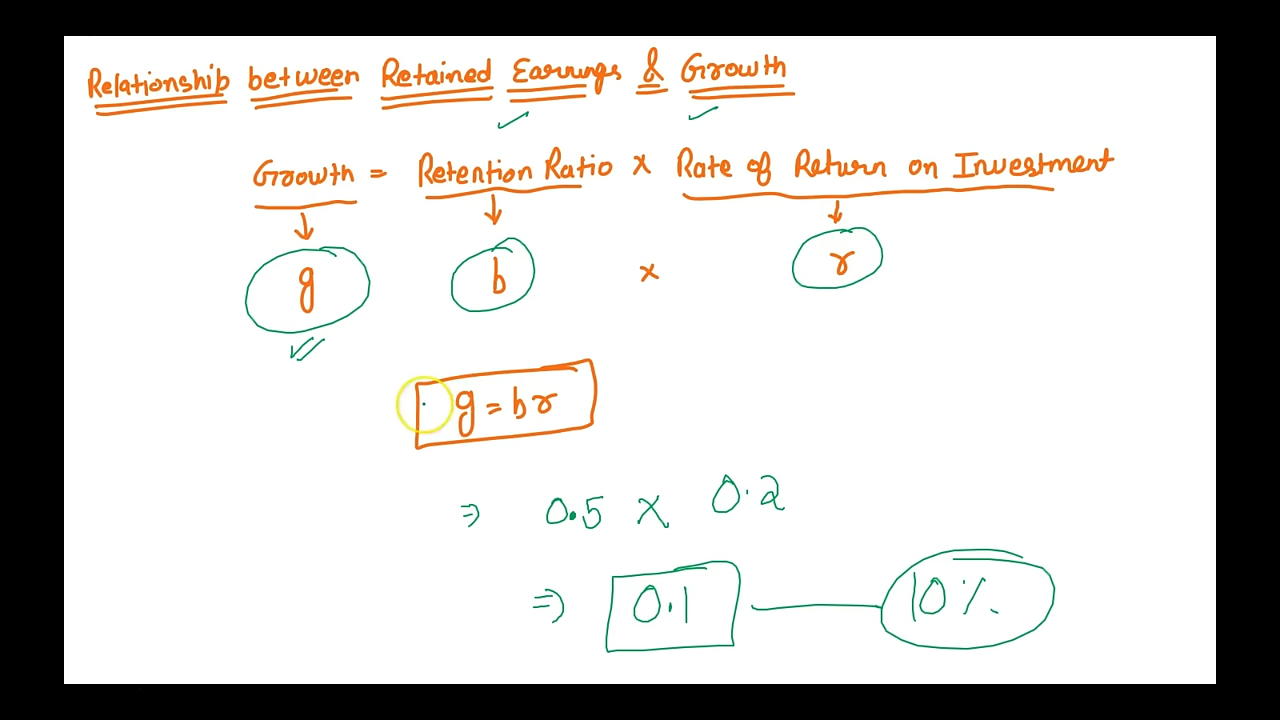 Relationship between Retained Earnings & Growth
Growth = Retention Ratio x Rate of Return on Investment
g b x r
g = br
⇒ 0.5 x 0.2
⇒ 0.1 10%